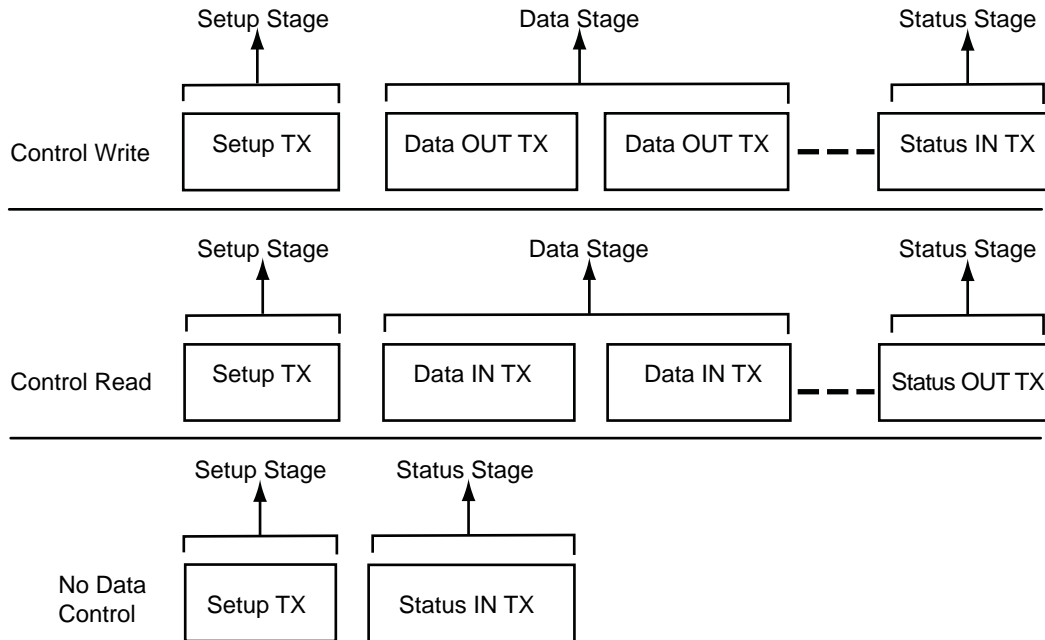 Setup Stage Data Stage Status Stage
Control Write Setup TX Data OUT TX Data OUT TX Status IN TX
Setup Stage Data Stage Status Stage
Control Read Setup TX Data IN TX Data IN TX Status OUT TX
Setup Stage Status Stage
No Data
Control
Setup TX Status IN TX